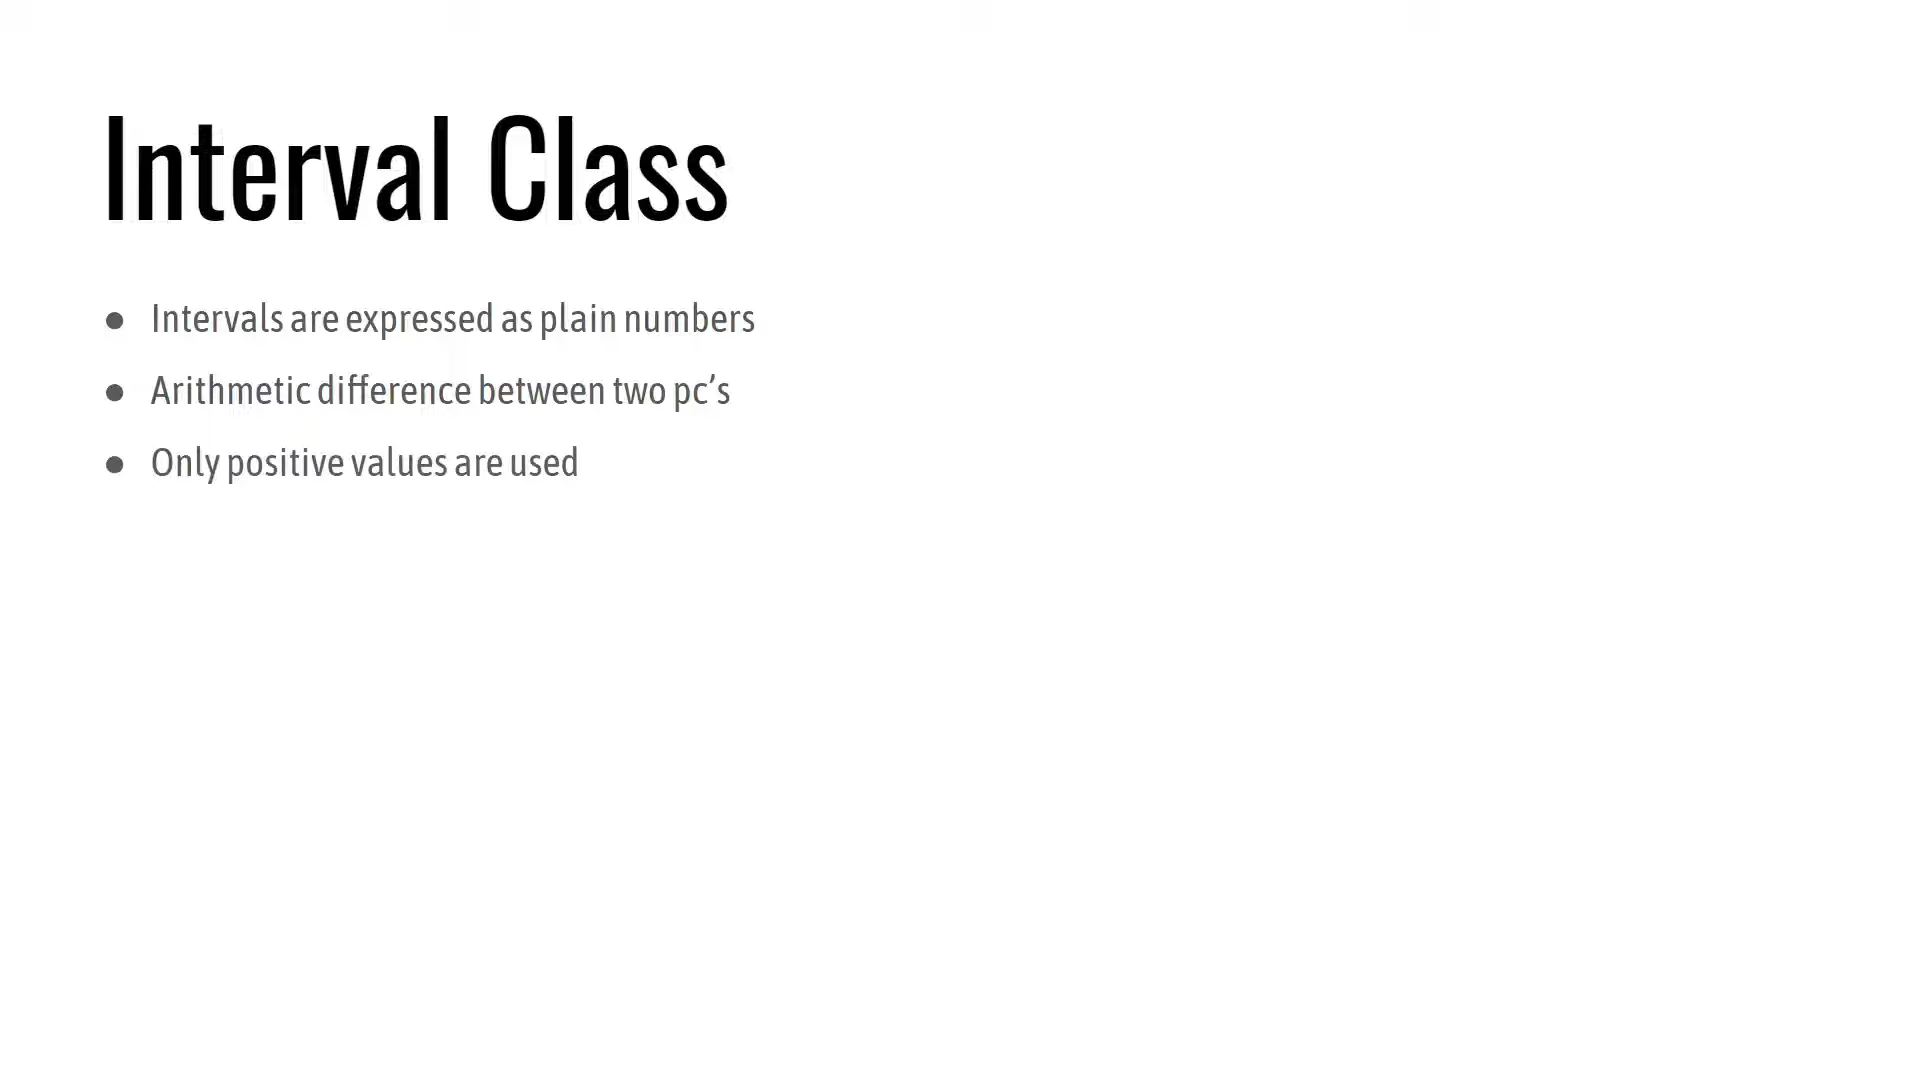 Interval Class
● Intervals are expressed as plain numbers
● Arithmetic difference between two pc’s
● Only positive values are used